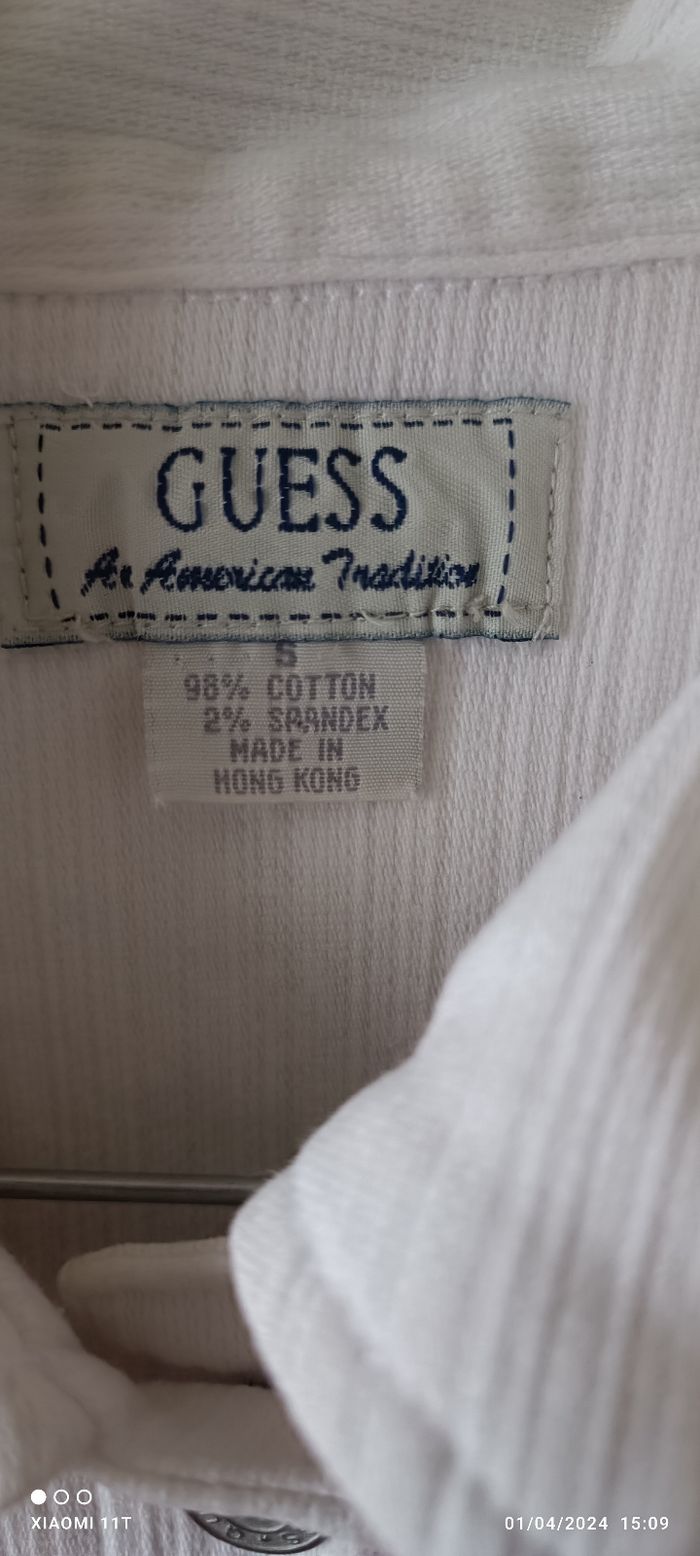 GUESS
An American Tradition
S
98% COTTON
2% SPANDEX
MADE IN
HONG KONG
XIAOMI 11T
01/04/2024 15:09